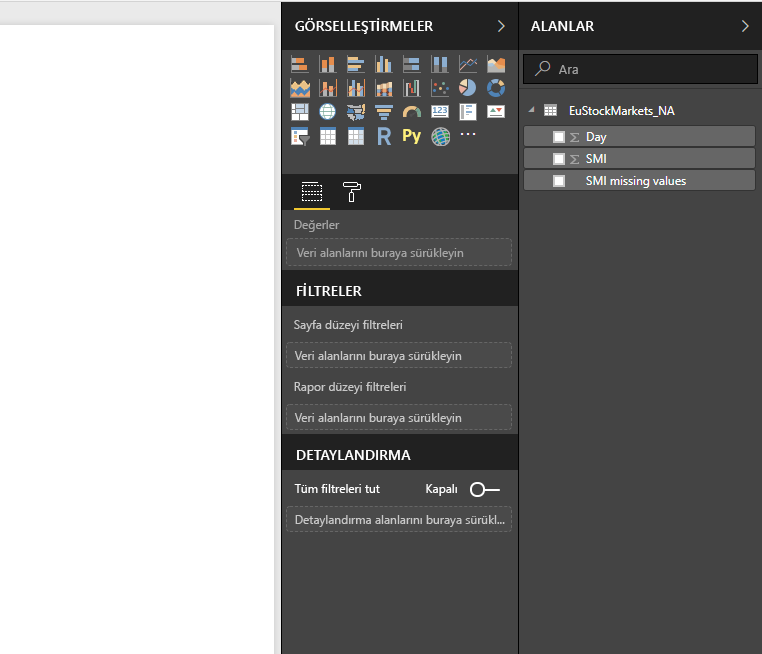 GÖRSELLEŞTİRMELER
123
R
Py
Değerler
Veri alanlarını buraya sürükleyin
FİLTRELER
Sayfa düzeyi filtreleri
Veri alanlarını buraya sürükleyin
Rapor düzeyi filtreleri
Veri alanlarını buraya sürükleyin
DETAYLANDIRMA
Tüm filtreleri tut Kapalı
Detaylandırma alanlarını buraya sürükl...
ALANLAR
Ara
EuStockMarkets_NA
Σ Day
Σ SMI
SMI missing values